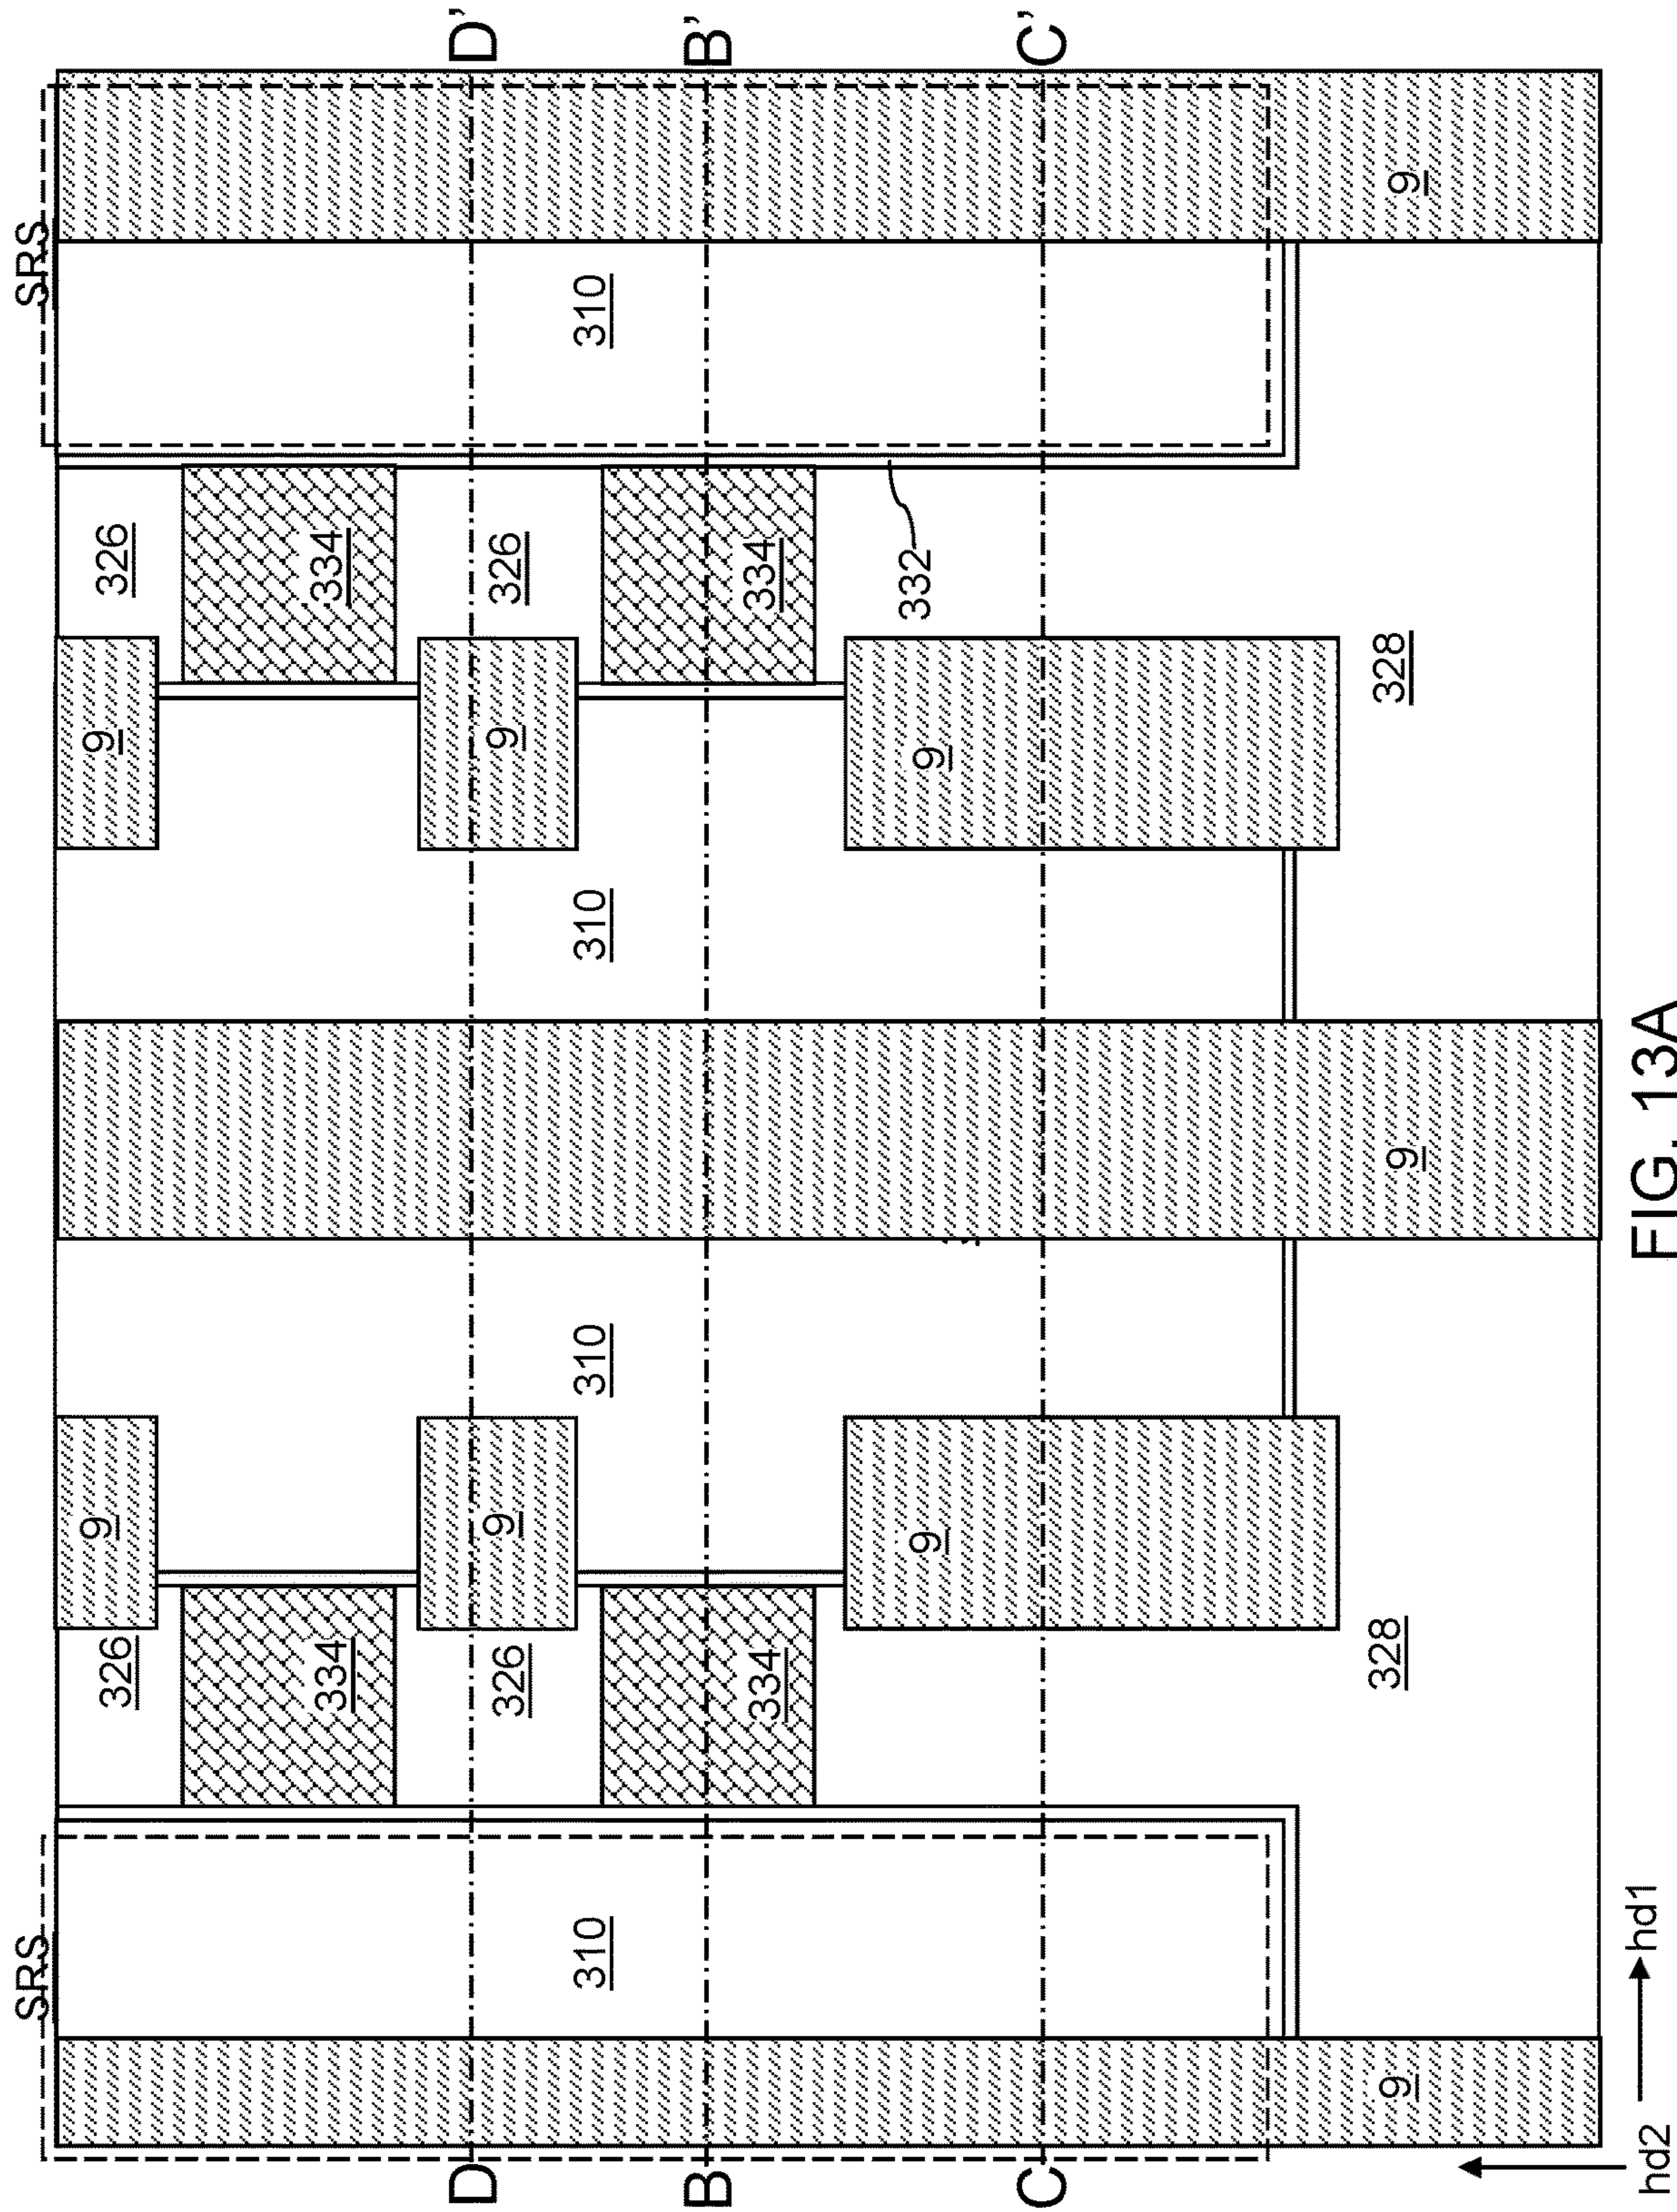 SRS SRS
326 9 9 326
334 334
D D'
326 9 9 326
310 310 310 310
B B'
334 334
9 9 332
C C'
9 328 9 328 9
hd2 hd1
FIG. 13A